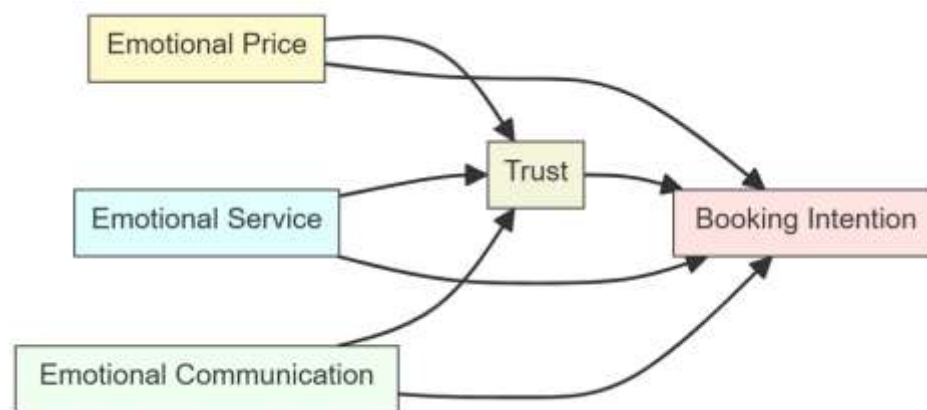 Emotional Price
Trust
Emotional Service
Booking Intention
Emotional Communication